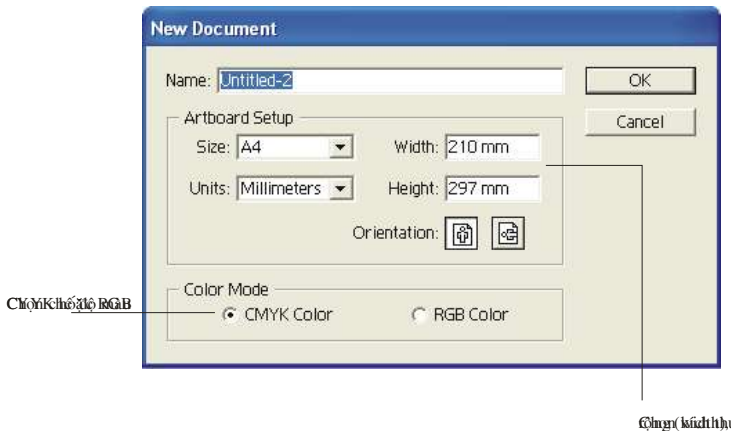 New Document
Name: Untitled-2
OK
Cancel
Artboard Setup
Size: A4
Width: 210 mm
Units: Millimeters
Height: 297 mm
Orientation:
Color Mode
CMYK Color
RGB Color
RGB